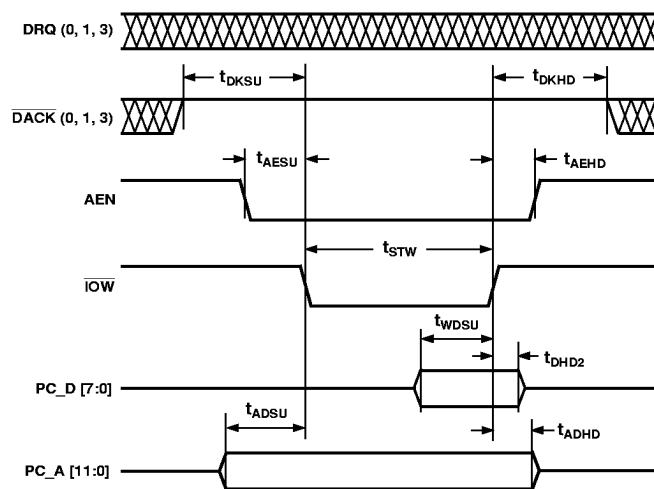 DRQ (0, 1, 3)
tDKSU
tDKHD
DACK (0, 1, 3)
tAESU
tAEHD
AEN
tSTW
IOW
tWDSU
tDHD2
PC_D [7:0]
tADSU
tADHD
PC_A [11:0]